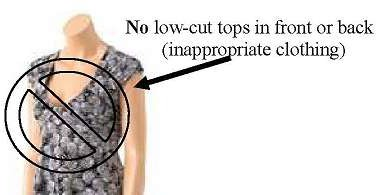 No low-cut tops in front or back
(inappropriate clothing)